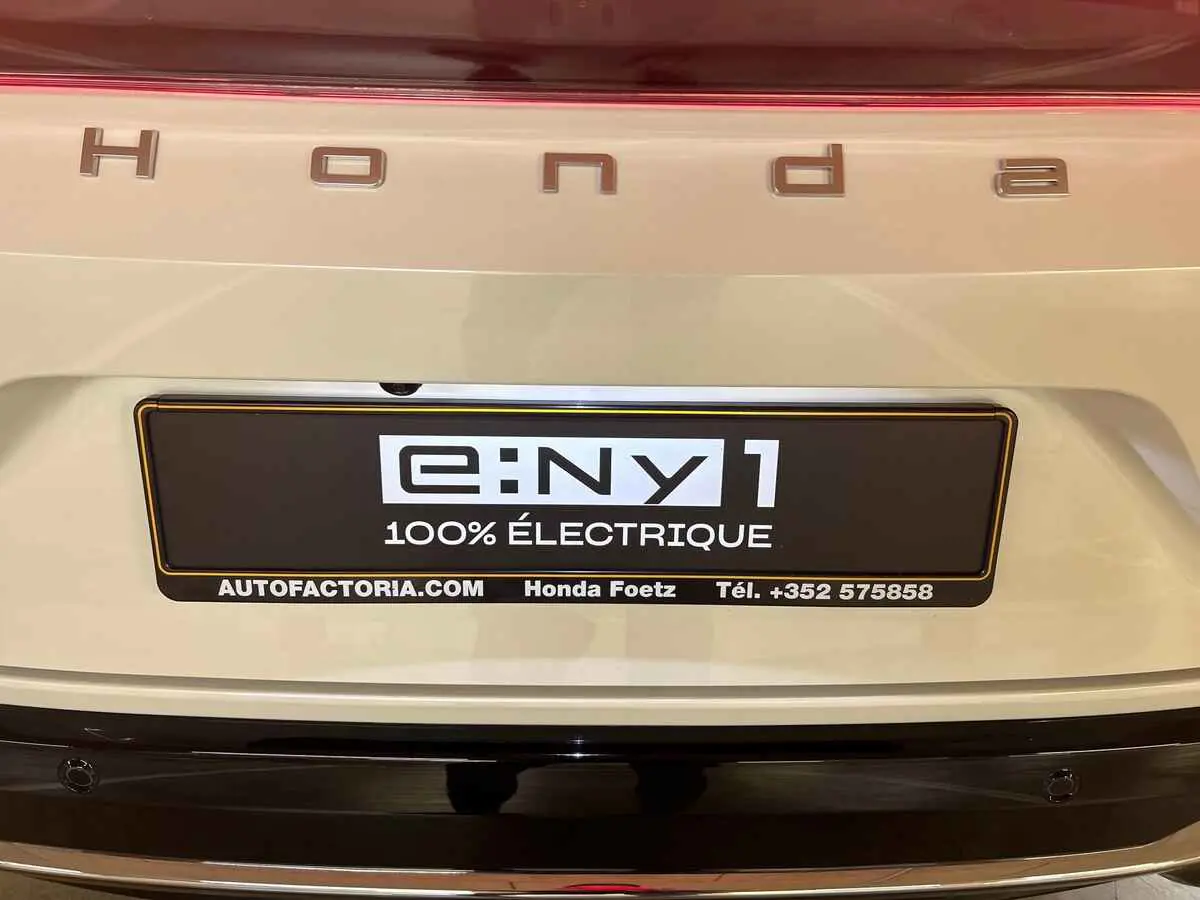 Honda
e:Ny1
100% ÉLECTRIQUE
AUTOFACTORIA.COM Honda Foetz Tél. +352 575858